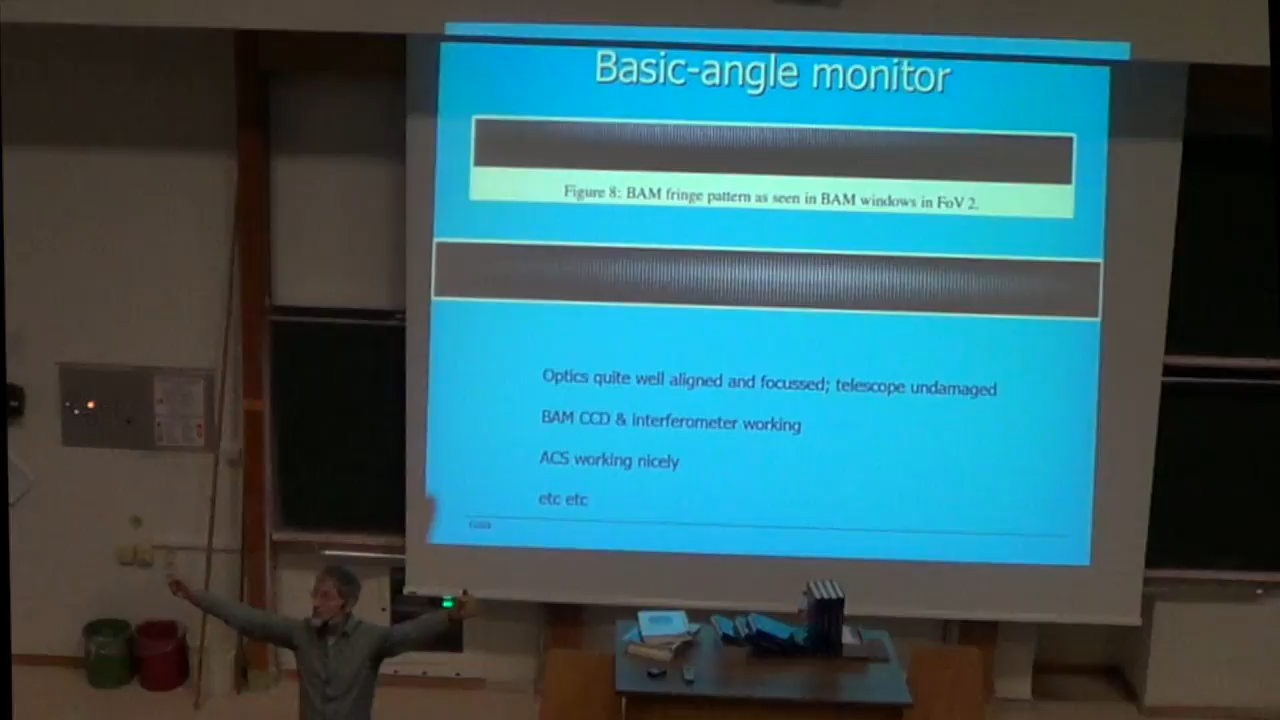 Basic-angle monitor
Figure 8: BAM fringe pattern as seen in BAM windows in FoV 2.
Optics quite well aligned and focussed; telescope undamaged
BAM CCD & interferometer working
ACS working nicely
etc etc